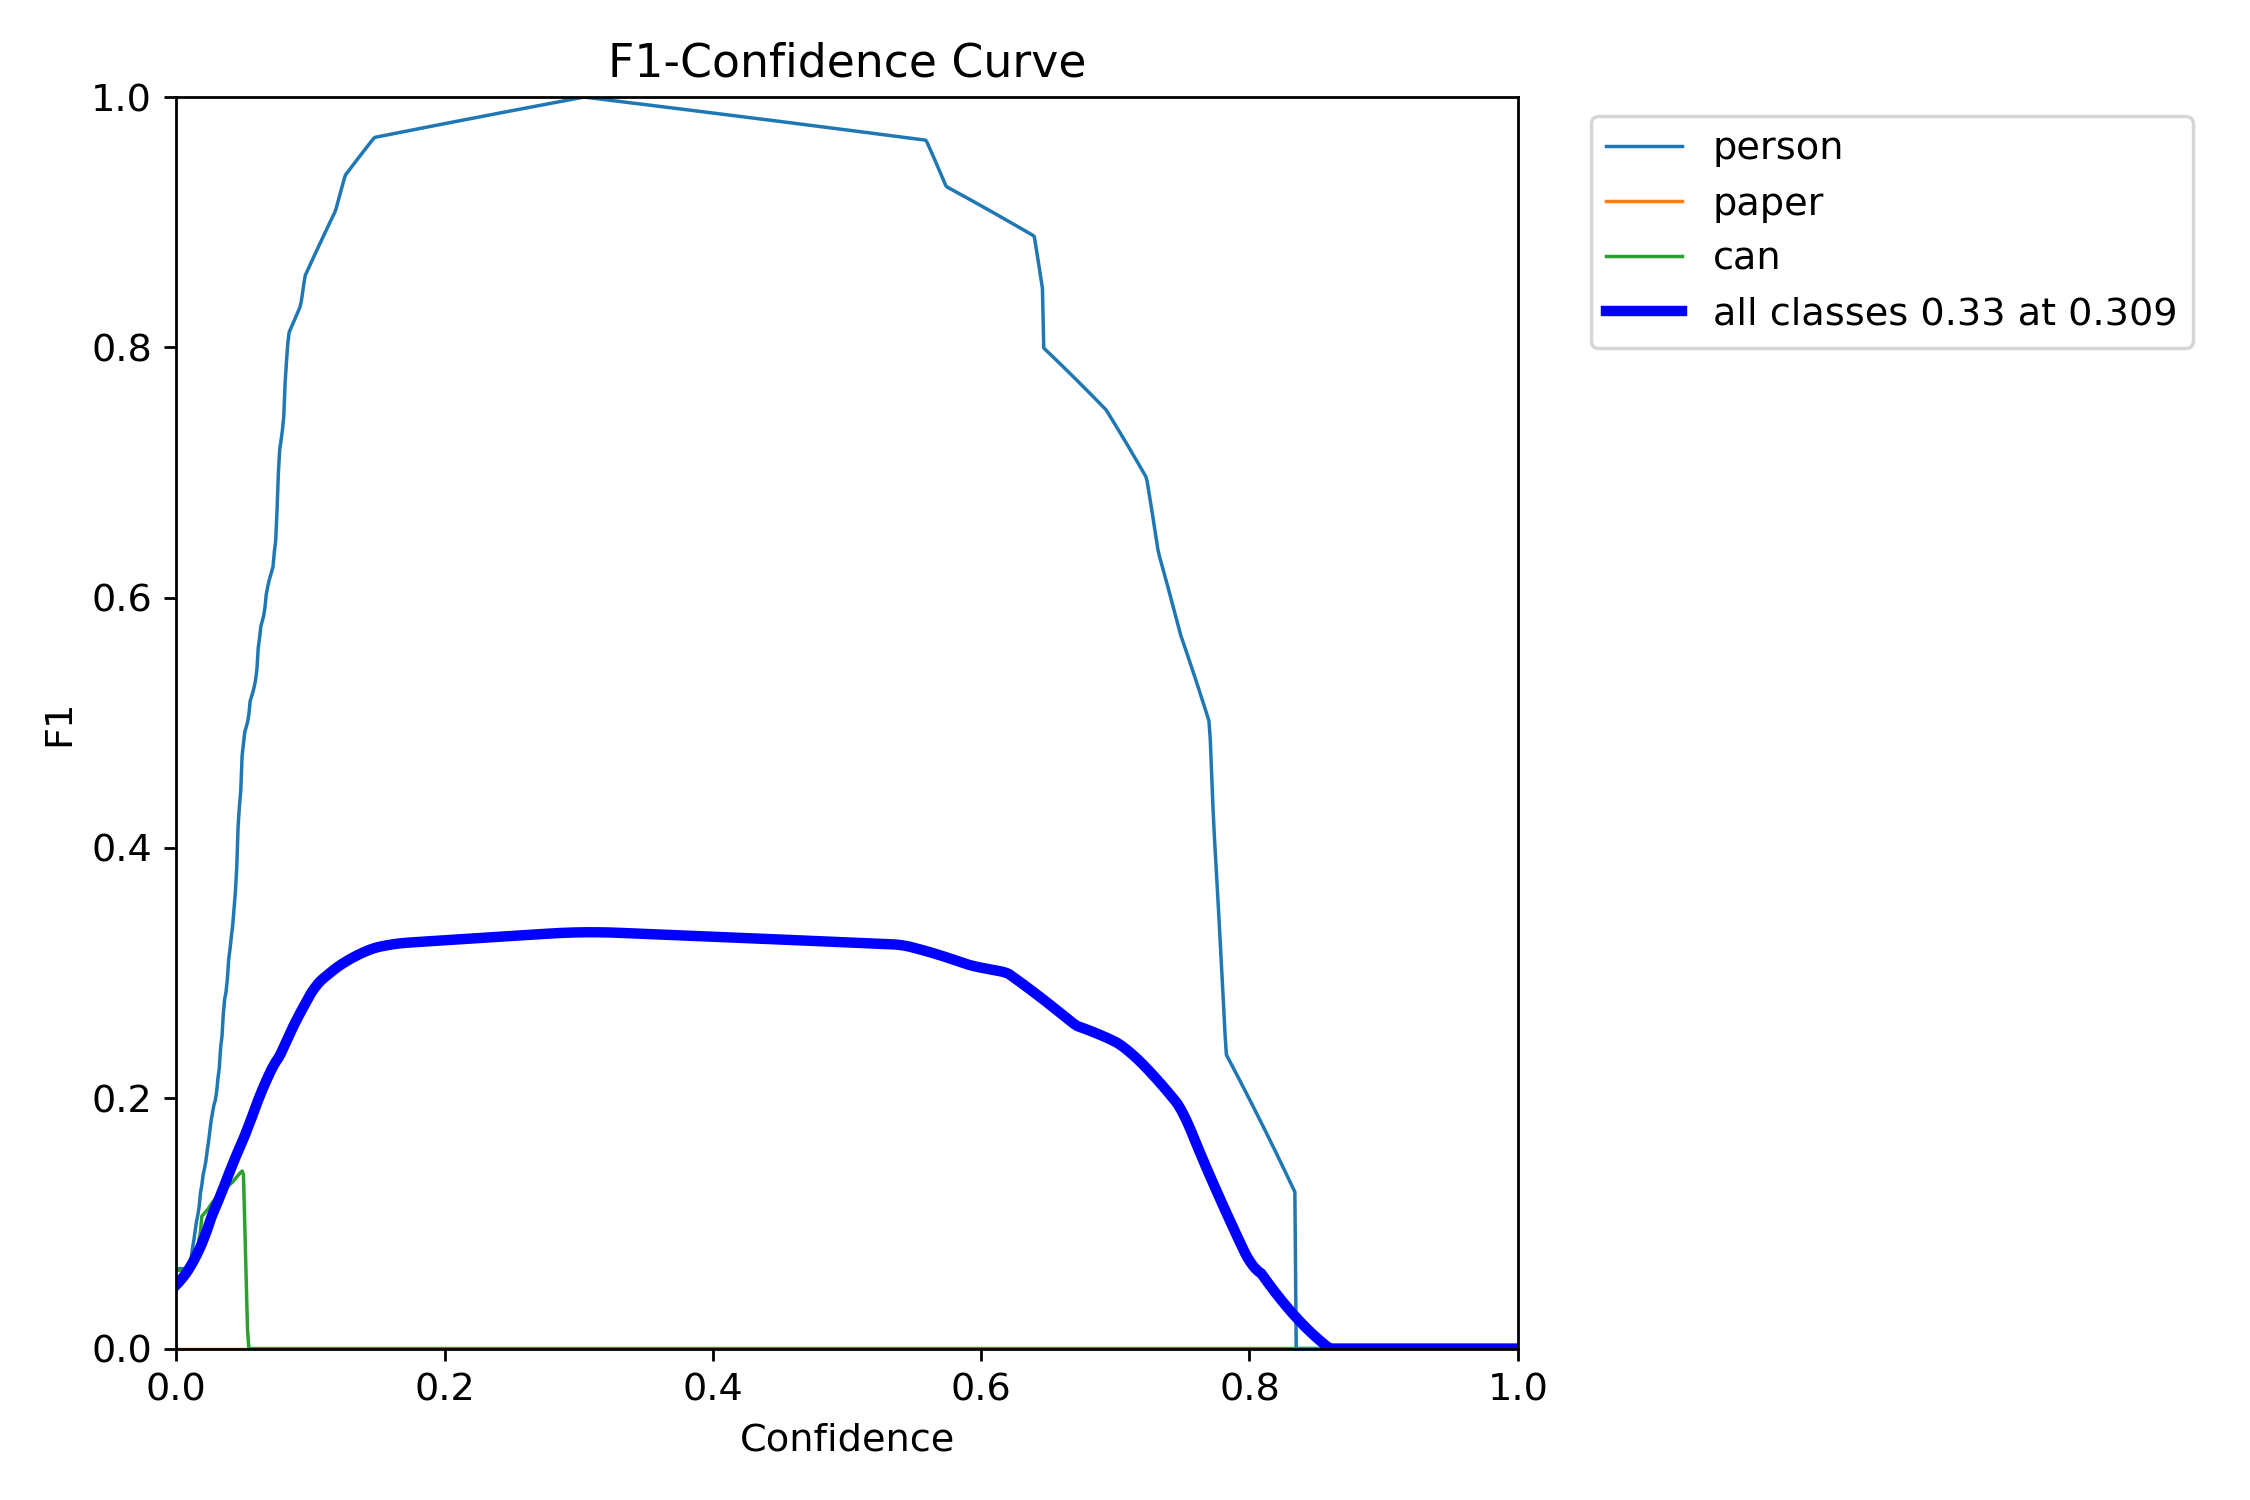 F1-Confidence Curve
1.0
0.8
0.6
0.4
0.2
0.0
F1
0.0 0.2 0.4 0.6 0.8 1.0
Confidence
person
paper
can
all classes 0.33 at 0.309